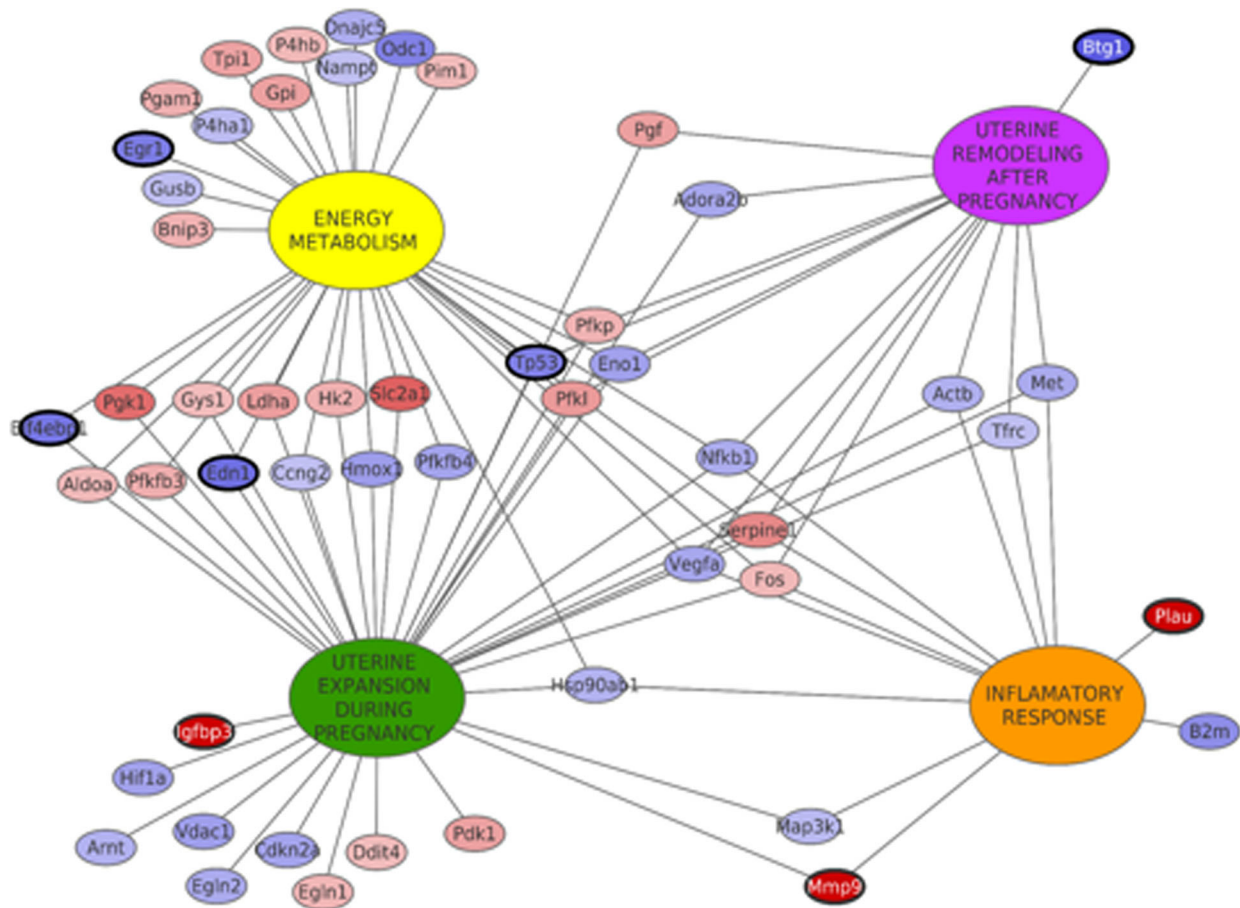 Dnajc5
P4hb
Odc1
Tpi1
Nampt
Pim1
Gpi
Pgam1
P4ha1
Egr1
Gusb
Bnip3
ENERGY
METABOLISM
Btg1
Pgf
UTERINE
REMODELING
AFTER
PREGNANCY
Adora2b
Pfkp
Tp53
Eno1
Pfkl
Pgk1
Gys1
Ldha
Hk2
Slc2a1
Eif4ebp1
Aldoa
Pfkfb3
Edn1
Ccng2
Hmox1
Pfkfb4
Actb
Met
Tfrc
Nfkb1
Serpine1
Vegfa
Fos
Plau
UTERINE
EXPANSION
DURING
PREGNANCY
Hsp90ab1
INFLAMATORY
RESPONSE
B2m
Igfbp3
Hif1a
Arnt
Vdac1
Cdkn2a
Ddit4
Pdk1
Egln2
Egln1
Map3k1
Mmp9